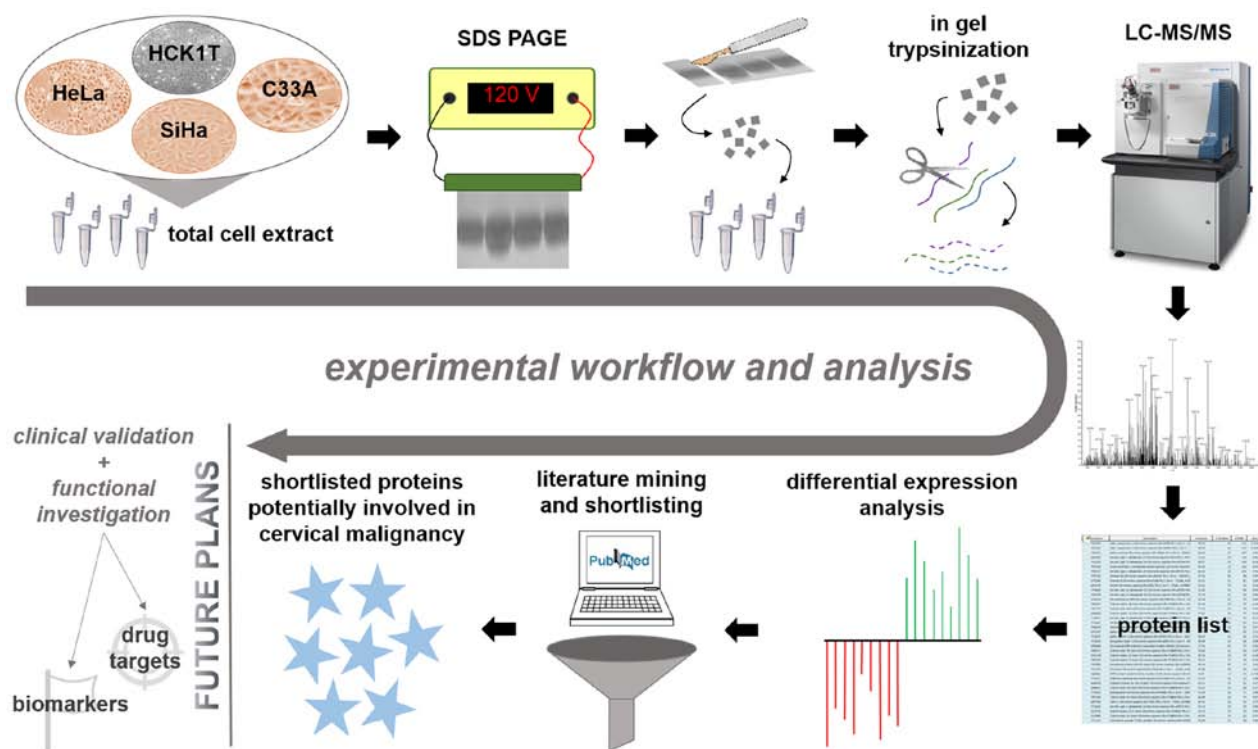 HCK1T
HeLa
C33A
SiHa
total cell extract
SDS PAGE
120 V
in gel
trypsinization
LC-MS/MS
experimental workflow and analysis
protein list
differential expression
analysis
literature mining
and shortlisting
PubMed
shortlisted proteins
potentially involved in
cervical malignancy
FUTURE PLANS
clinical validation
+
functional
investigation
drug
targets
biomarkers